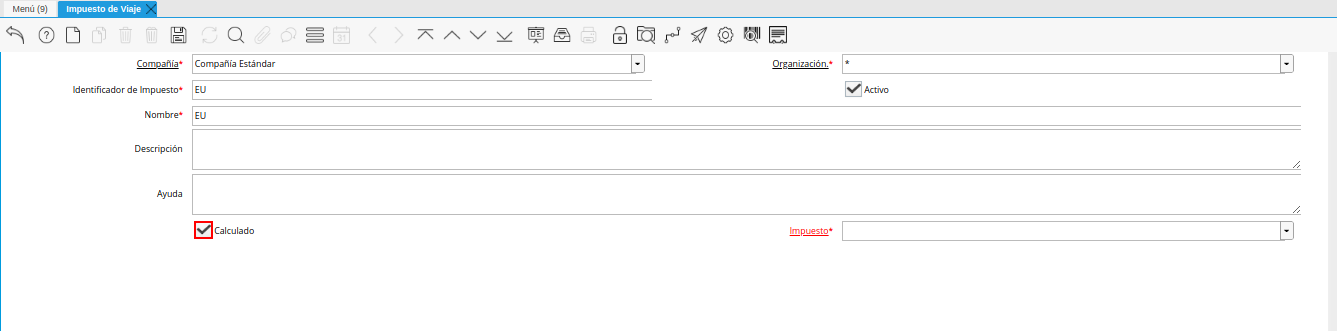 Menú (9) Impuesto de Viaje
Compañía* Compañía Estándar Organización.* *
Identificador de Impuesto* EU Activo
Nombre* EU
Descripción
Ayuda
Calculado Impuesto*